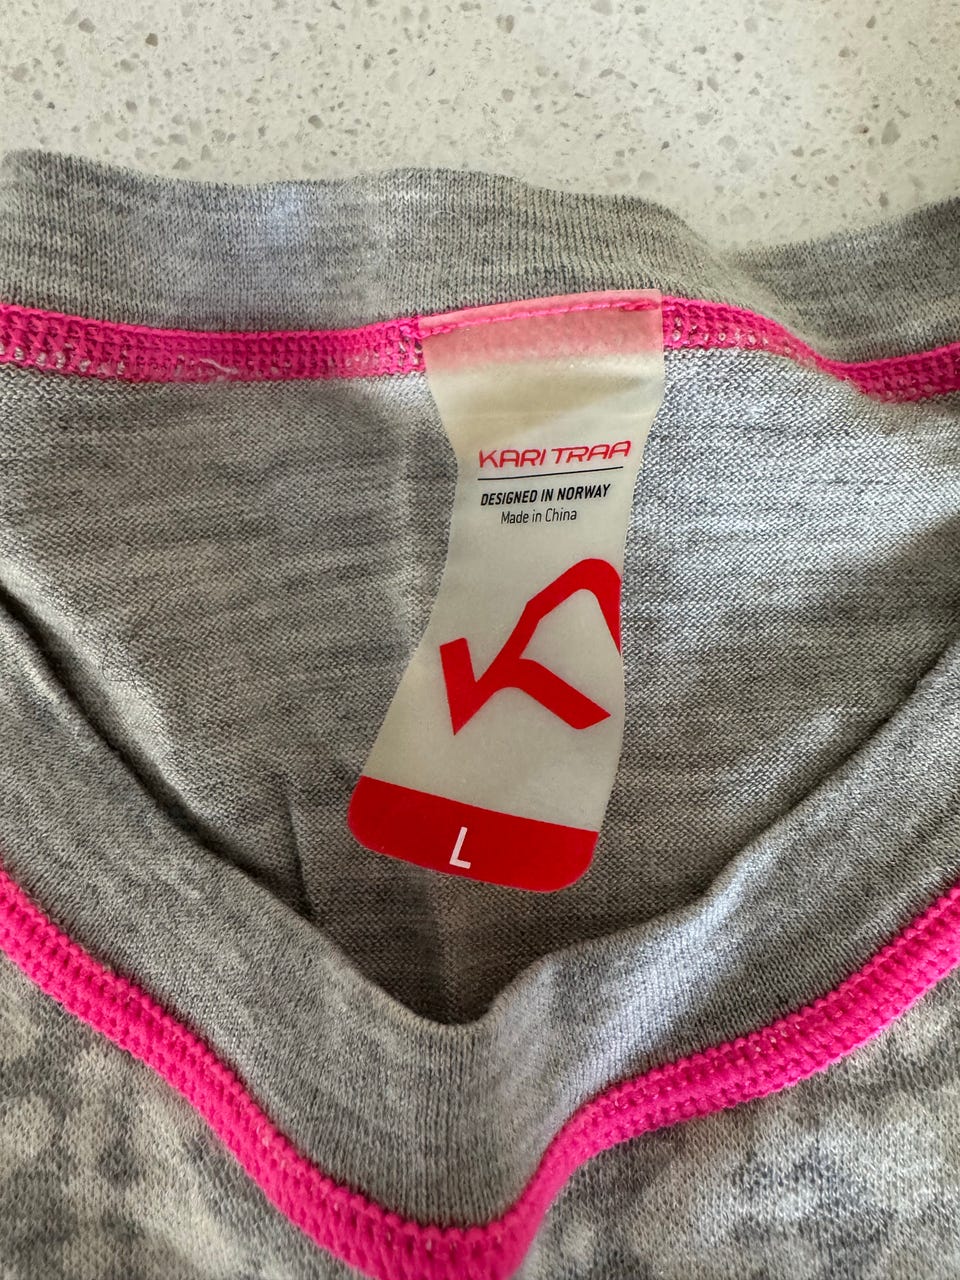 KARI TRAA
DESIGNED IN NORWAY
Made in China
L